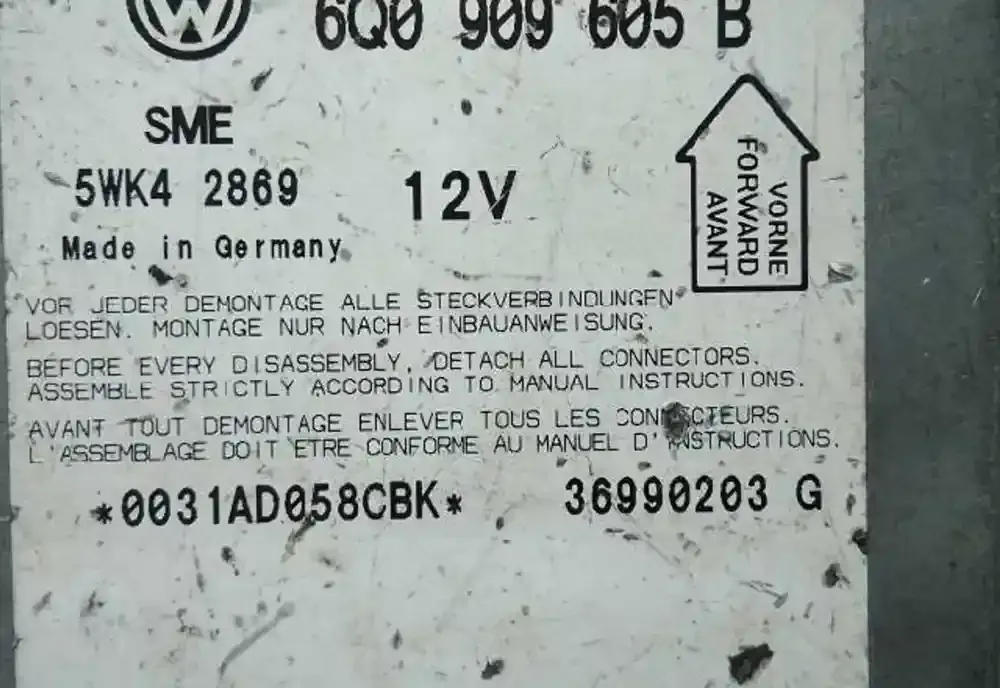 6Q0 909 605 B
SME
5WK4 2869
12V
VORNE
FORWARD
AVANT
Made in Germany
VOR JEDER DEMONTAGE ALLE STECKVERBINDUNGEN
LOESEN. MONTAGE NUR NACH EINBAUANWEISUNG.
BEFORE EVERY DISASSEMBLY, DETACH ALL CONNECTORS.
ASSEMBLE STRICTLY ACCORDING TO MANUAL INSTRUCTIONS.
AVANT TOUT DEMONTAGE ENLEVER TOUS LES CONNECTEURS.
L'ASSEMBLAGE DOIT ETRE CONFORME AU MANUEL D'INSTRUCTIONS.
*0031AD058CBK*
36990203 G